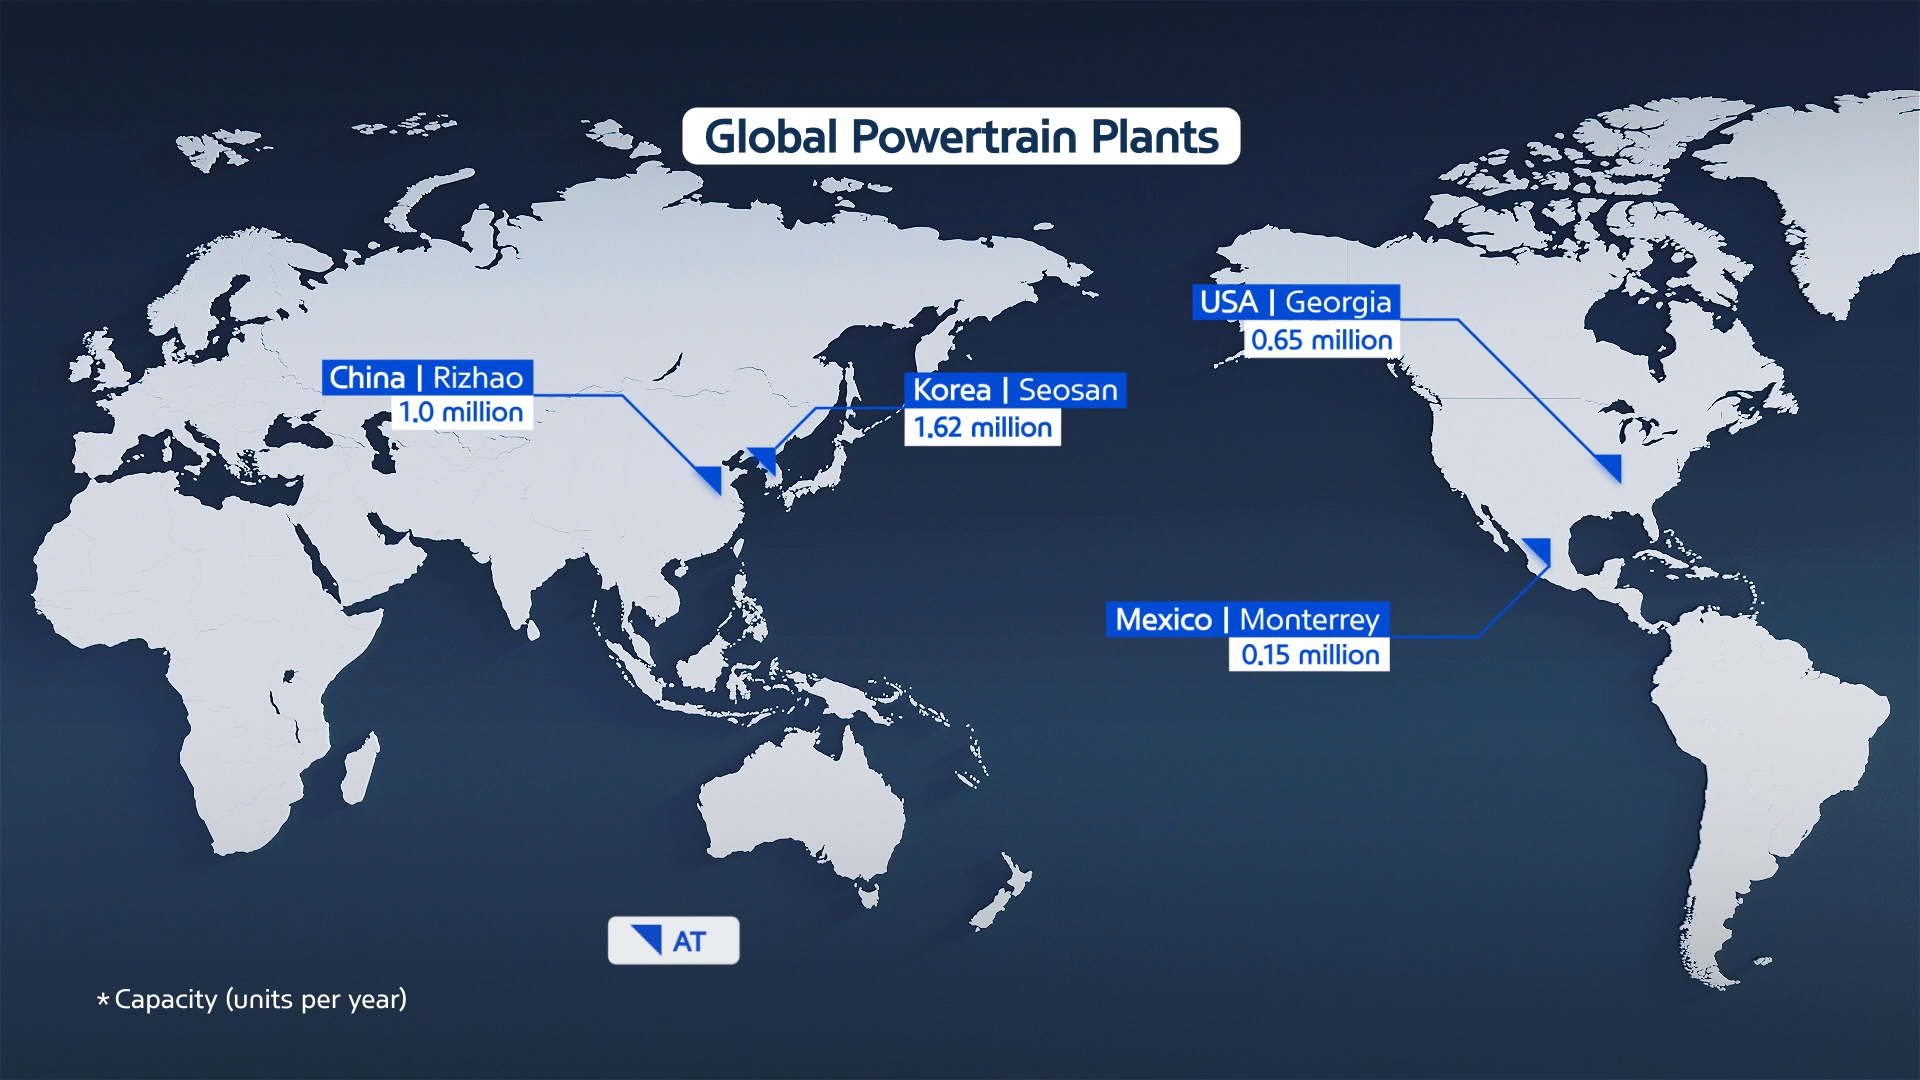 Global Powertrain Plants
USA | Georgia
0.65 million
China | Rizhao
1.0 million
Korea | Seosan
1.62 million
Mexico | Monterrey
0.15 million
AT
* Capacity (units per year)